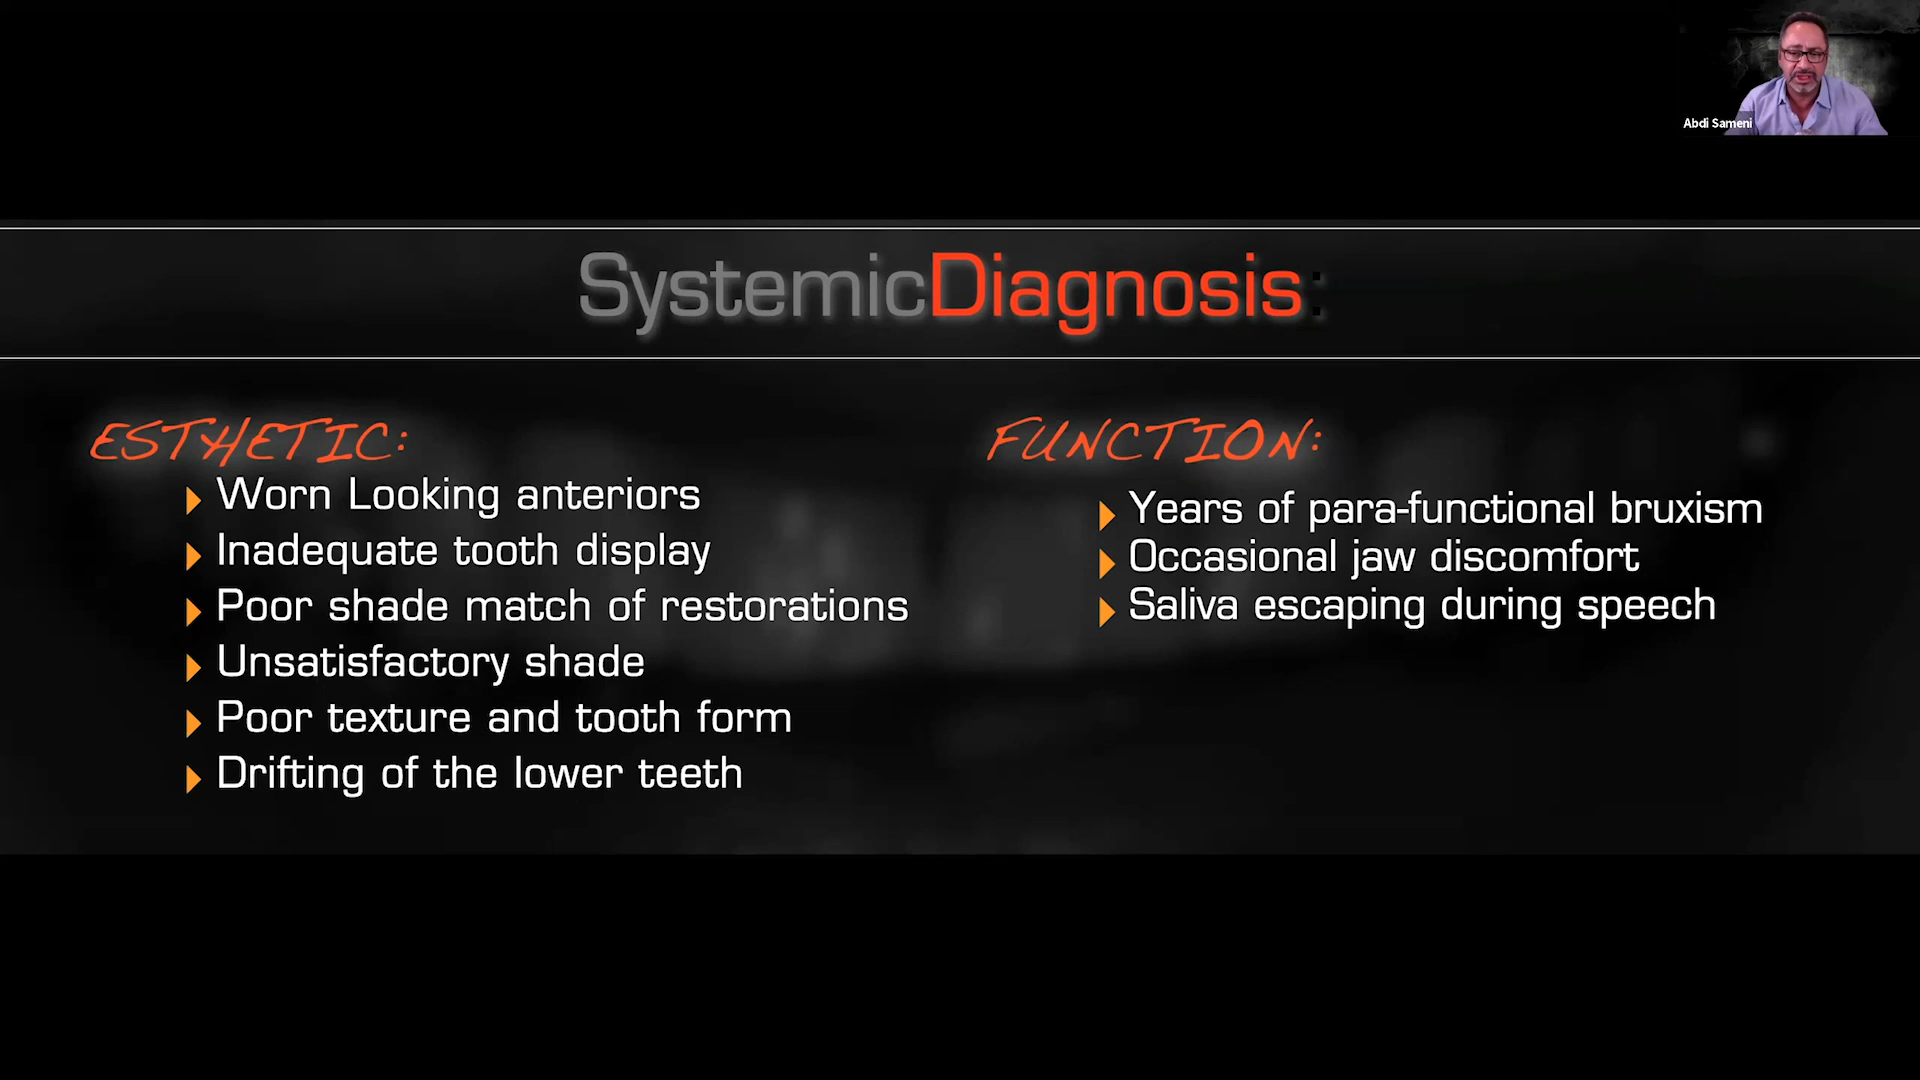 Abdi Sameni
SystemicDiagnosis:
ESTHETIC:
Worn Looking anteriors
Inadequate tooth display
Poor shade match of restorations
Unsatisfactory shade
Poor texture and tooth form
Drifting of the lower teeth
FUNCTION:
Years of para-functional bruxism
Occasional jaw discomfort
Saliva escaping during speech